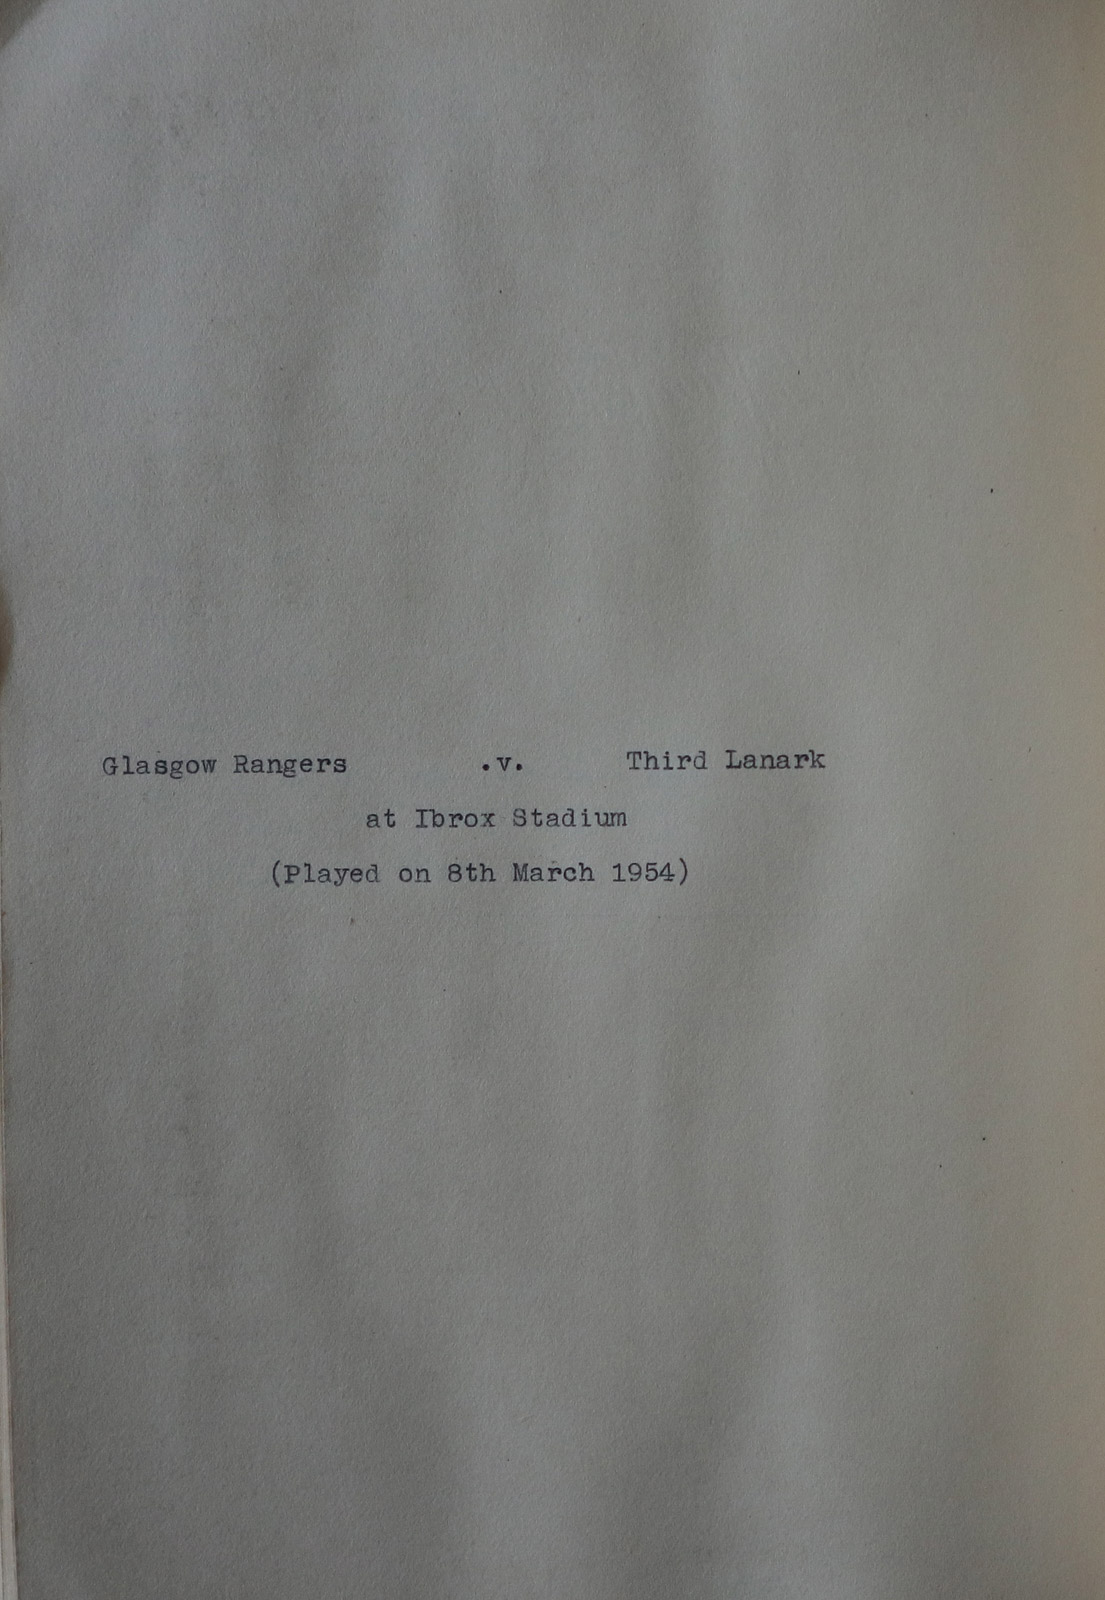 Glasgow Rangers .v. Third Lanark
at Ibrox Stadium
(Played on 8th March 1954)